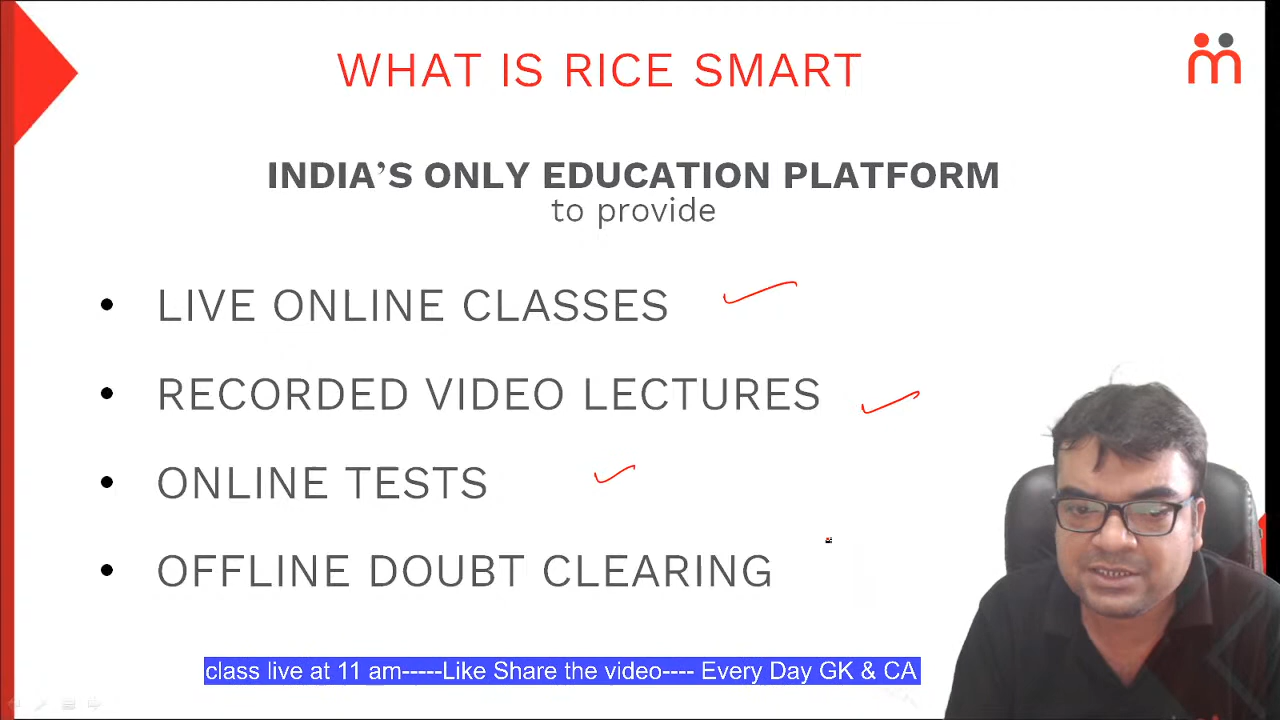 WHAT IS RICE SMART
INDIA’S ONLY EDUCATION PLATFORM
to provide
• LIVE ONLINE CLASSES
• RECORDED VIDEO LECTURES
• ONLINE TESTS
• OFFLINE DOUBT CLEARING
class live at 11 am-----Like Share the video---- Every Day GK & CA